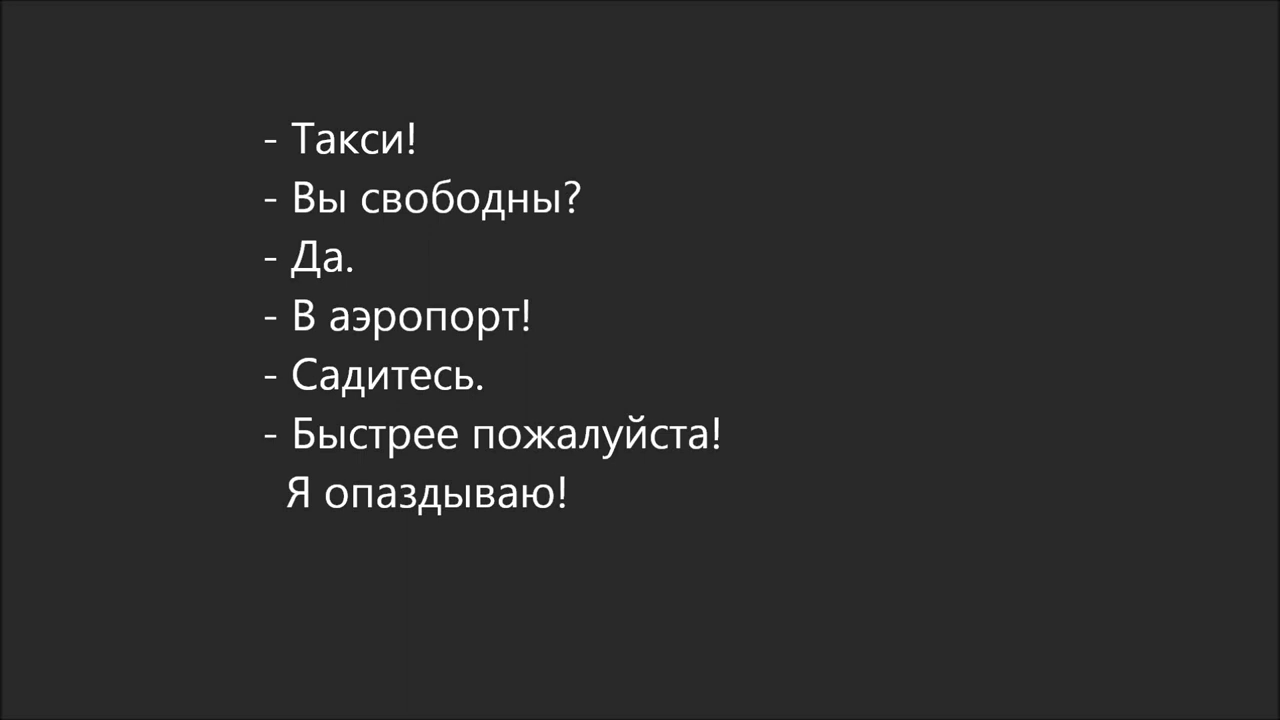 - Такси!
- Вы свободны?
- Да.
- В аэропорт!
- Садитесь.
- Быстрее пожалуйста!
Я опаздываю!